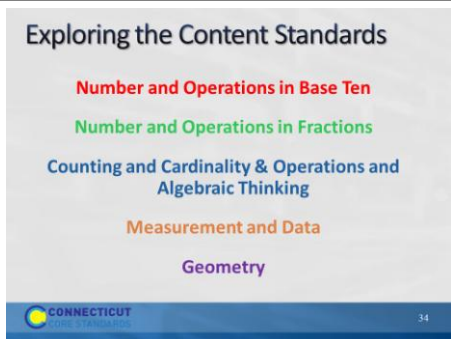 Exploring the Content Standards
Number and Operations in Base Ten
Number and Operations in Fractions
Counting and Cardinality & Operations and
Algebraic Thinking
Measurement and Data
Geometry
CONNECTICUT
CORE STANDARDS
34